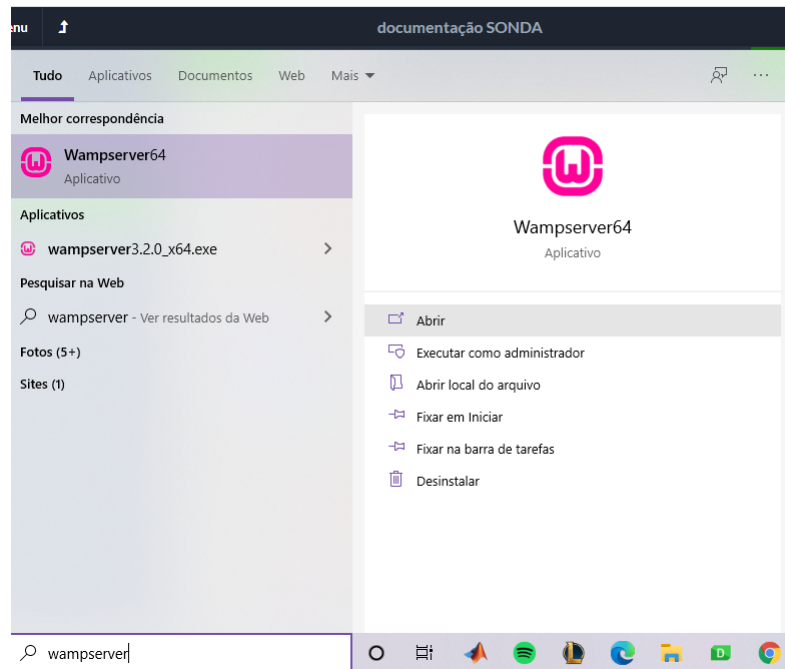 enu documentação SONDA
Tudo Aplicativos Documentos Web Mais
Melhor correspondência
Wampserver64
Aplicativo
Aplicativos
wampserver3.2.0_x64.exe
Pesquisar na Web
wampserver - Ver resultados da Web
Fotos (5+)
Sites (1)
Wampserver64
Aplicativo
Abrir
Executar como administrador
Abrir local do arquivo
Fixar em Iniciar
Fixar na barra de tarefas
Desinstalar
wampserver
D